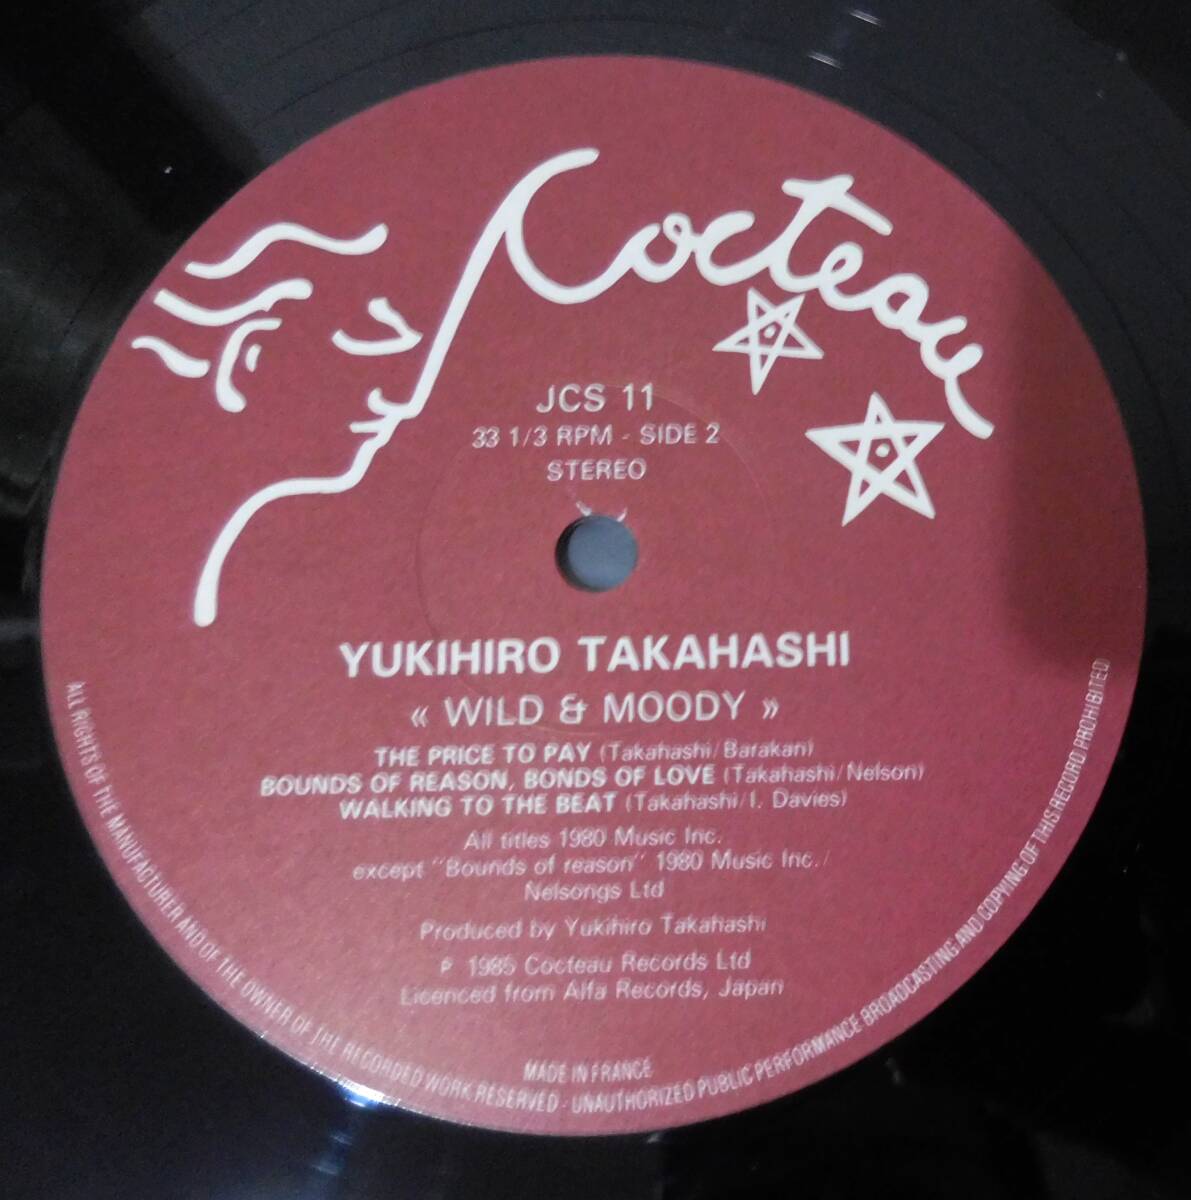 Cocteau
JCS 11
33 1/3 RPM - SIDE 2
STEREO
YUKIHIRO TAKAHASHI
« WILD & MOODY »
THE PRICE TO PAY (Takahashi/Barakan)
BOUNDS OF REASON, BONDS OF LOVE (Takahashi/Nelson)
WALKING TO THE BEAT (Takahashi/I. Davies)
All titles 1980 Music Inc.
except "Bounds of reason" 1980 Music Inc./
Nelsongs Ltd
Produced by Yukihiro Takahashi
℗ 1985 Cocteau Records Ltd
Licenced from Alfa Records, Japan
MADE IN FRANCE
ALL RIGHTS OF THE MANUFACTURER AND OF THE OWNER OF THE RECORDED WORK RESERVED - UNAUTHORIZED PUBLIC PERFORMANCE BROADCASTING AND COPYING OF THIS RECORD PROHIBITED